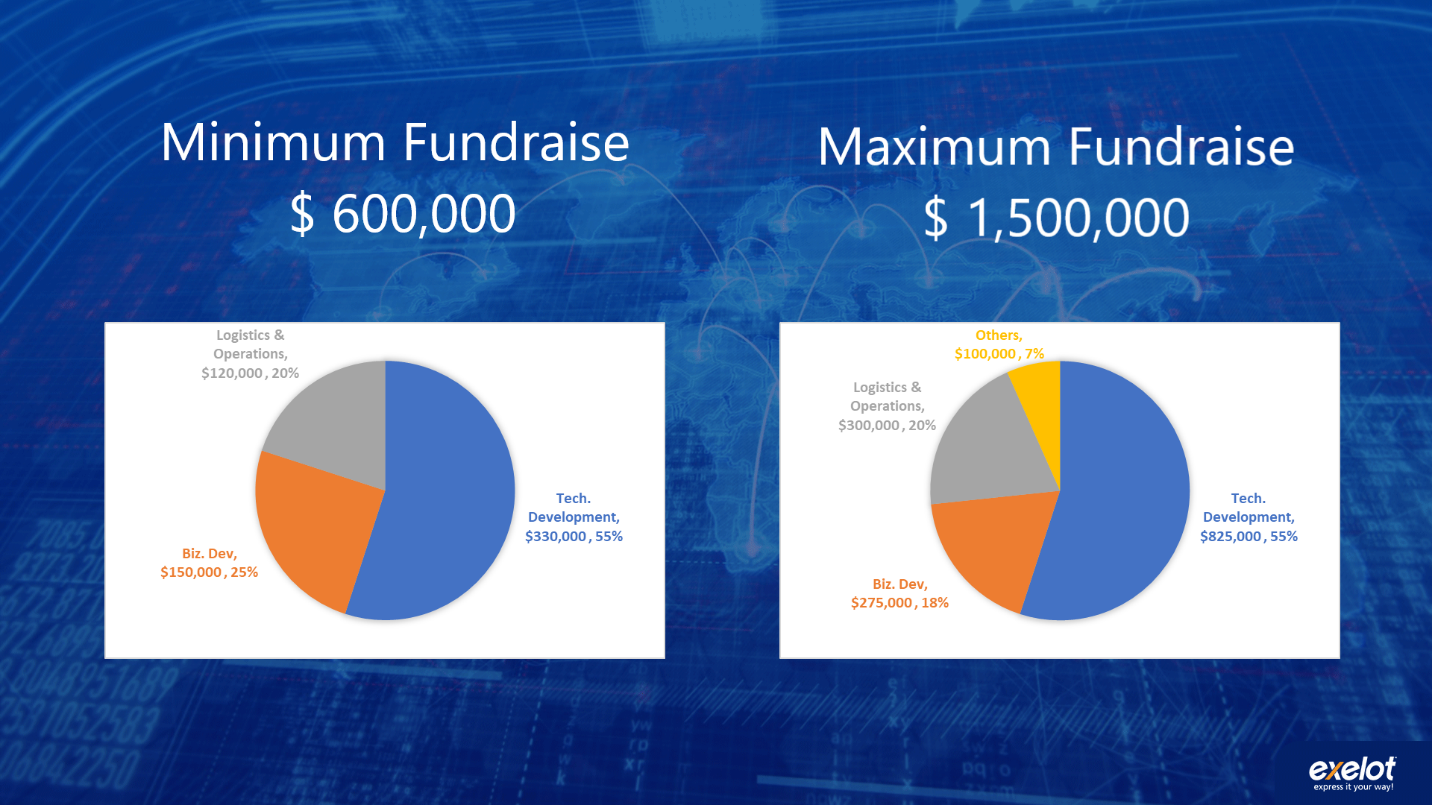 Minimum Fundraise
$ 600,000
Maximum Fundraise
$ 1,500,000
Logistics &
Operations,
$120,000 , 20%
Tech.
Development,
$330,000 , 55%
Biz. Dev,
$150,000 , 25%
Others,
$100,000 , 7%
Logistics &
Operations,
$300,000 , 20%
Tech.
Development,
$825,000 , 55%
Biz. Dev,
$275,000 , 18%
exelot
express it your way!